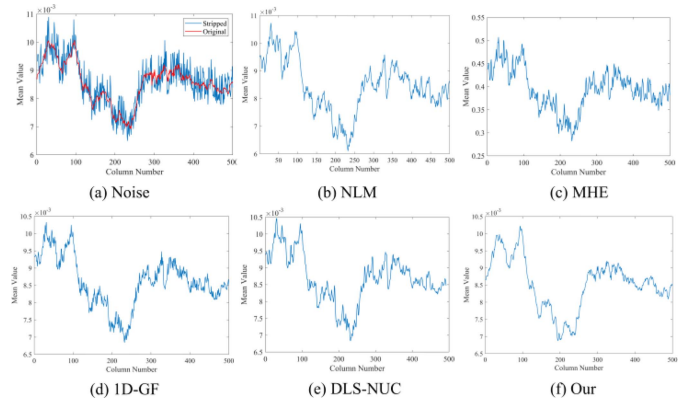 ×10⁻³
11
10
9
8
7
6
Mean Value
Stripped
Original
0 100 200 300 400 500
Column Number
(a) Noise
×10⁻³
11
10
9
8
7
6
Mean Value
50 100 150 200 250 300 350 400 450 500
Column Number
(b) NLM
0.55
0.5
0.45
0.4
0.35
0.3
0.25
Mean Value
0 100 200 300 400 500
Column Number
(c) MHE
×10⁻³
10.5
10
9.5
9
8.5
8
7.5
7
6.5
Mean Value
0 100 200 300 400 500
Column Number
(d) 1D-GF
×10⁻³
10.5
10
9.5
9
8.5
8
7.5
7
6.5
Mean Value
0 100 200 300 400 500
Column Number
(e) DLS-NUC
×10⁻³
10.5
10
9.5
9
8.5
8
7.5
7
6.5
Mean Value
0 100 200 300 400 500
Column Number
(f) Our